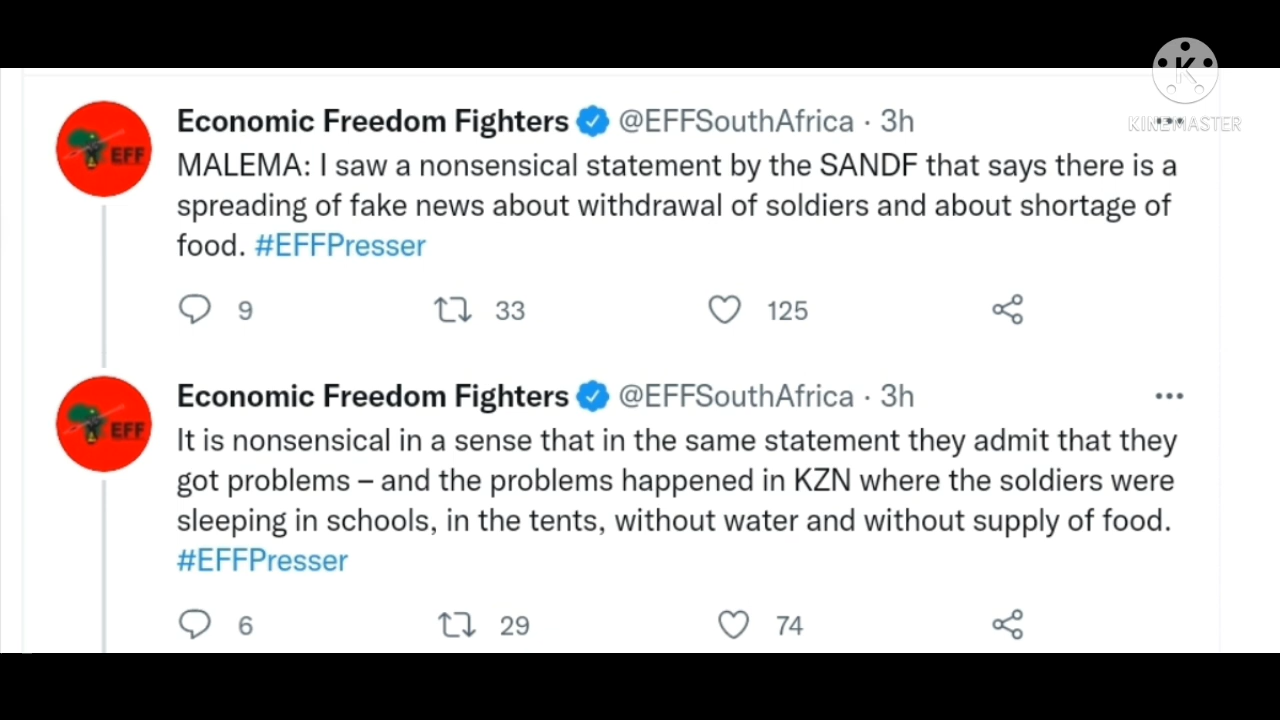 KINEMASTER
Economic Freedom Fighters @EFFSouthAfrica · 3h
EFF
MALEMA: I saw a nonsensical statement by the SANDF that says there is a
spreading of fake news about withdrawal of soldiers and about shortage of
food. #EFFPresser
9 33 125
Economic Freedom Fighters @EFFSouthAfrica · 3h
EFF
It is nonsensical in a sense that in the same statement they admit that they
got problems – and the problems happened in KZN where the soldiers were
sleeping in schools, in the tents, without water and without supply of food.
#EFFPresser
6 29 74